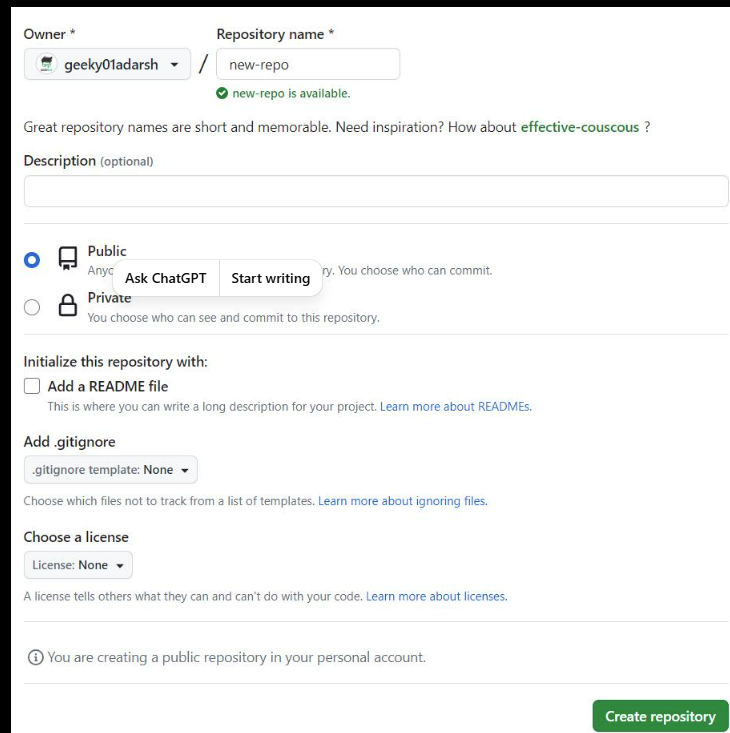 Owner *
Repository name *
geeky01adarsh
/
new-repo
new-repo is available.
Great repository names are short and memorable. Need inspiration? How about effective-couscous ?
Description (optional)
Public
Ask ChatGPT
Start writing
ry. You choose who can commit.
Private
You choose who can see and commit to this repository.
Initialize this repository with:
Add a README file
This is where you can write a long description for your project. Learn more about READMEs.
Add .gitignore
.gitignore template: None
Choose which files not to track from a list of templates. Learn more about ignoring files.
Choose a license
License: None
A license tells others what they can and can't do with your code. Learn more about licenses.
You are creating a public repository in your personal account.
Create repository